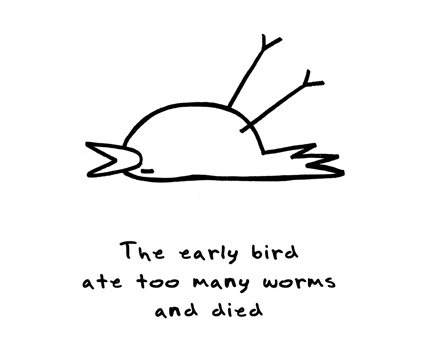 The early bird
ate too many worms
and died